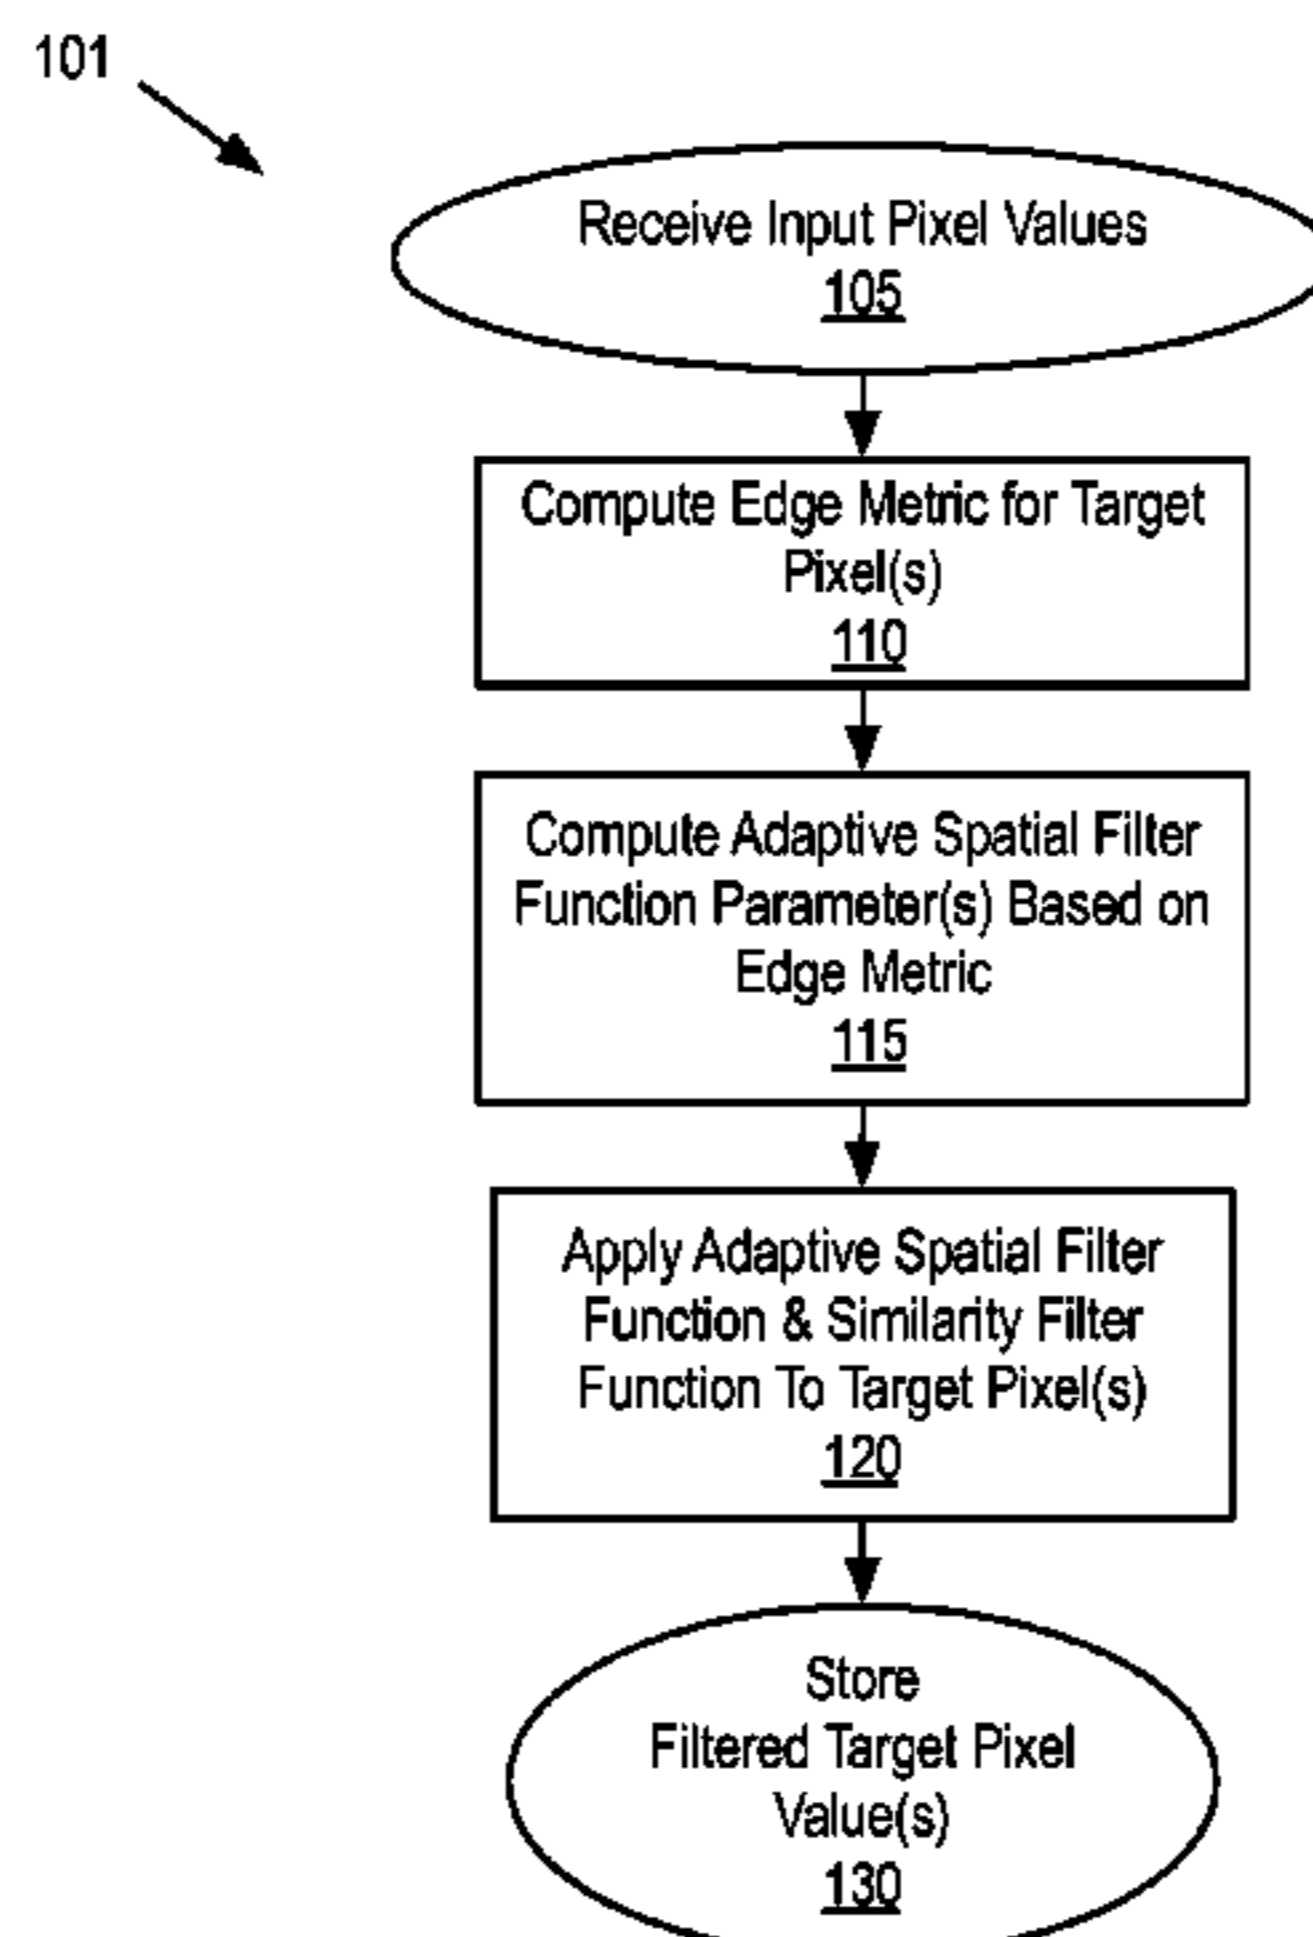 101
Receive Input Pixel Values
105
Compute Edge Metric for Target
Pixel(s)
110
Compute Adaptive Spatial Filter
Function Parameter(s) Based on
Edge Metric
115
Apply Adaptive Spatial Filter
Function & Similarity Filter
Function To Target Pixel(s)
120
Store
Filtered Target Pixel
Value(s)
130